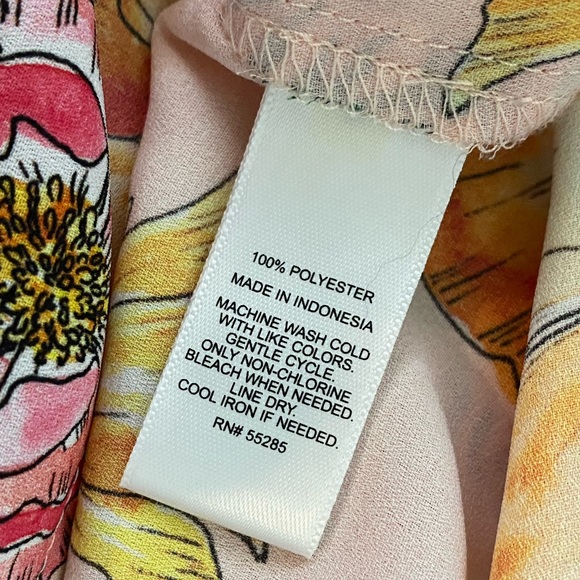 100% POLYESTER
MADE IN INDONESIA
MACHINE WASH COLD
WITH LIKE COLORS.
GENTLE CYCLE.
ONLY NON-CHLORINE
BLEACH WHEN NEEDED.
LINE DRY.
COOL IRON IF NEEDED.
RN# 55285